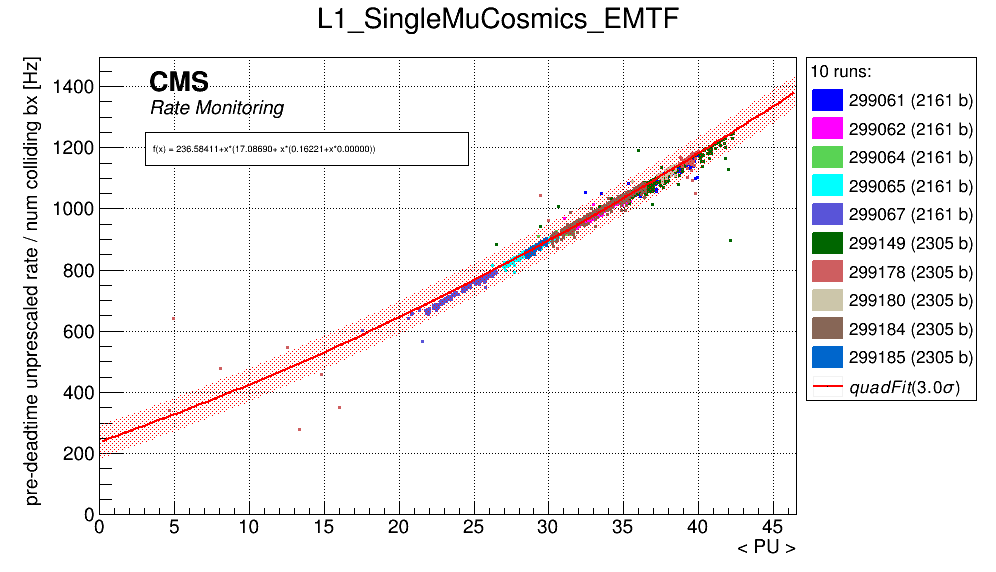 L1_SingleMuCosmics_EMTF
pre-deadtime unprescaled rate / num colliding bx [Hz]
1400
1200
1000
800
600
400
200
0
CMS
Rate Monitoring
f(x) = 236.58411+x*(17.08690+ x*(0.16221+x*0.00000))
0 5 10 15 20 25 30 35 40 45
< PU >
10 runs:
299061 (2161 b)
299062 (2161 b)
299064 (2161 b)
299065 (2161 b)
299067 (2161 b)
299149 (2305 b)
299178 (2305 b)
299180 (2305 b)
299184 (2305 b)
299185 (2305 b)
quadFit(3.0σ)